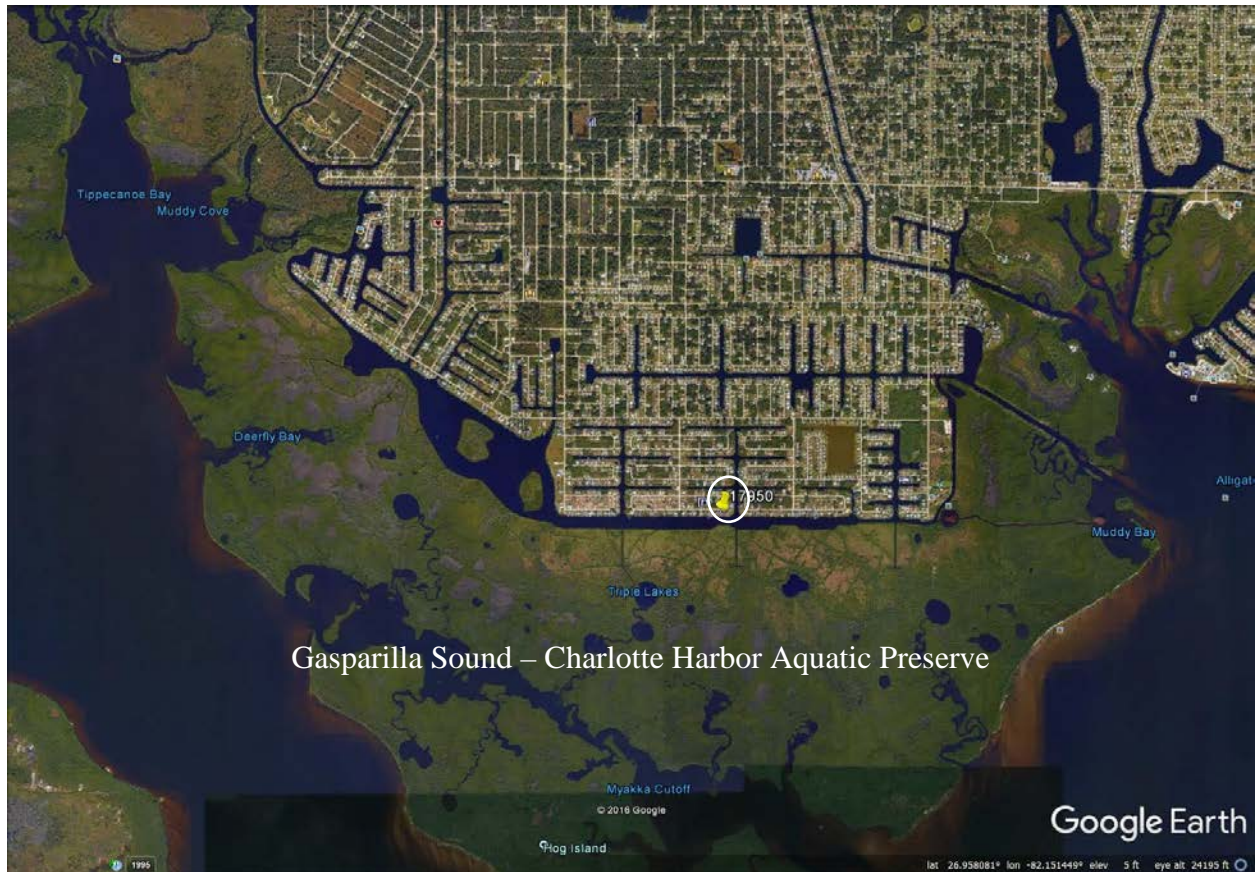 Tippecanoe Bay
Muddy Cove
Deerfly Bay
17950
Alligat
Muddy Bay
Triple Lakes
Gasparilla Sound – Charlotte Harbor Aquatic Preserve
Myakka Cutoff
© 2016 Google
Google Earth
Hog Island
1995
lat 26.958081° lon -82.151449° elev 5 ft eye alt 24195 ft